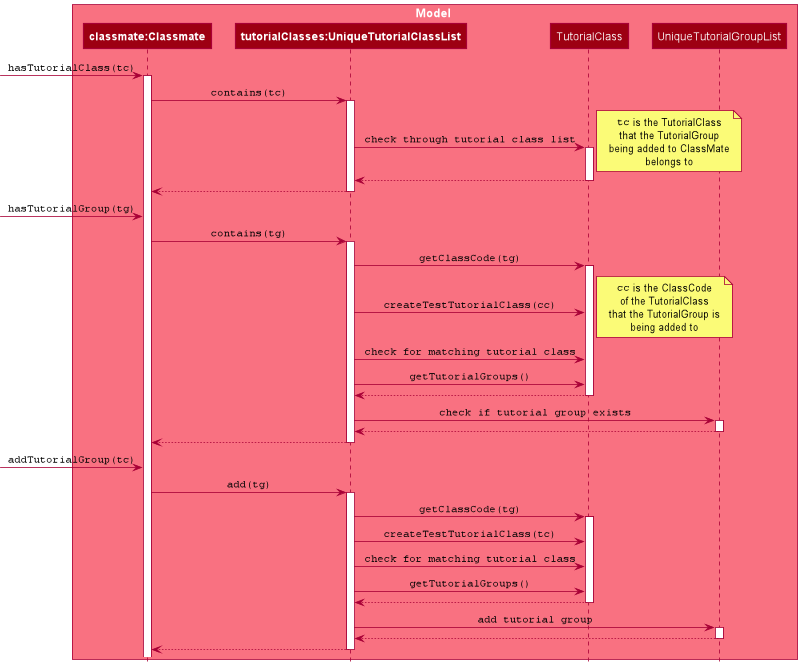 Model
classmate:Classmate
tutorialClasses:UniqueTutorialClassList
TutorialClass
UniqueTutorialGroupList
hasTutorialClass(tc)
contains(tc)
check through tutorial class list
tc is the TutorialClass
that the TutorialGroup
being added to ClassMate
belongs to
hasTutorialGroup(tg)
contains(tg)
getClassCode(tg)
createTestTutorialClass(cc)
cc is the ClassCode
of the TutorialClass
that the TutorialGroup is
being added to
check for matching tutorial class
getTutorialGroups()
check if tutorial group exists
addTutorialGroup(tc)
add(tg)
getClassCode(tg)
createTestTutorialClass(tc)
check for matching tutorial class
getTutorialGroups()
add tutorial group